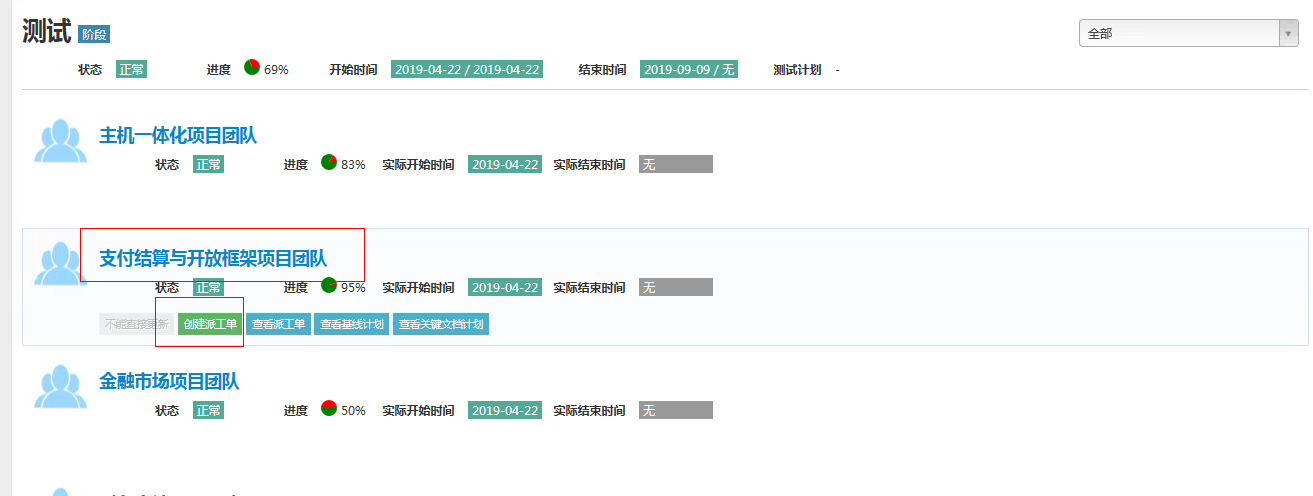 测试 阶段
全部
状态 正常 进度 69% 开始时间 2019-04-22 / 2019-04-22 结束时间 2019-09-09 / 无 测试计划 -
主机一体化项目团队
状态 正常 进度 83% 实际开始时间 2019-04-22 实际结束时间 无
支付结算与开放框架项目团队
状态 正常 进度 95% 实际开始时间 2019-04-22 实际结束时间 无
不能直接更新 创建派工单 查看派工单 查看基线计划 查看关键文档计划
金融市场项目团队
状态 正常 进度 50% 实际开始时间 2019-04-22 实际结束时间 无